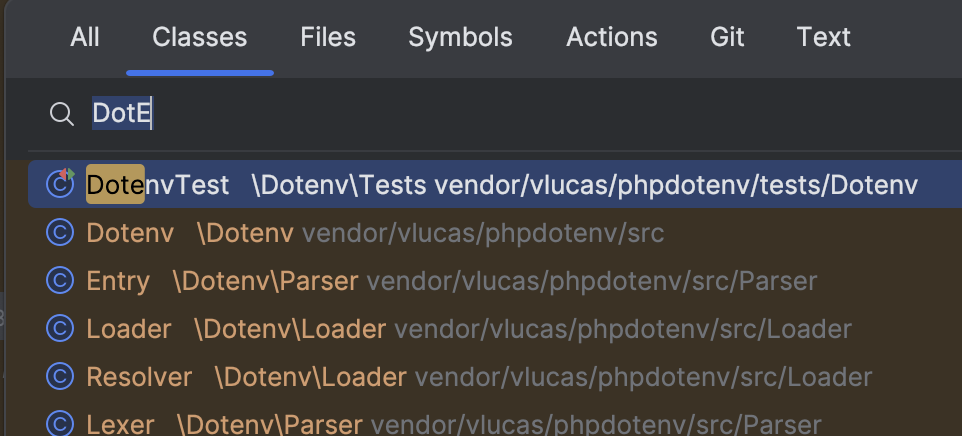 All Classes Files Symbols Actions Git Text
DotE
DotenvTest \Dotenv\Tests vendor/vlucas/phpdotenv/tests/Dotenv
Dotenv \Dotenv vendor/vlucas/phpdotenv/src
Entry \Dotenv\Parser vendor/vlucas/phpdotenv/src/Parser
Loader \Dotenv\Loader vendor/vlucas/phpdotenv/src/Loader
Resolver \Dotenv\Loader vendor/vlucas/phpdotenv/src/Loader
Lexer \Dotenv\Parser vendor/vlucas/phpdotenv/src/Parser